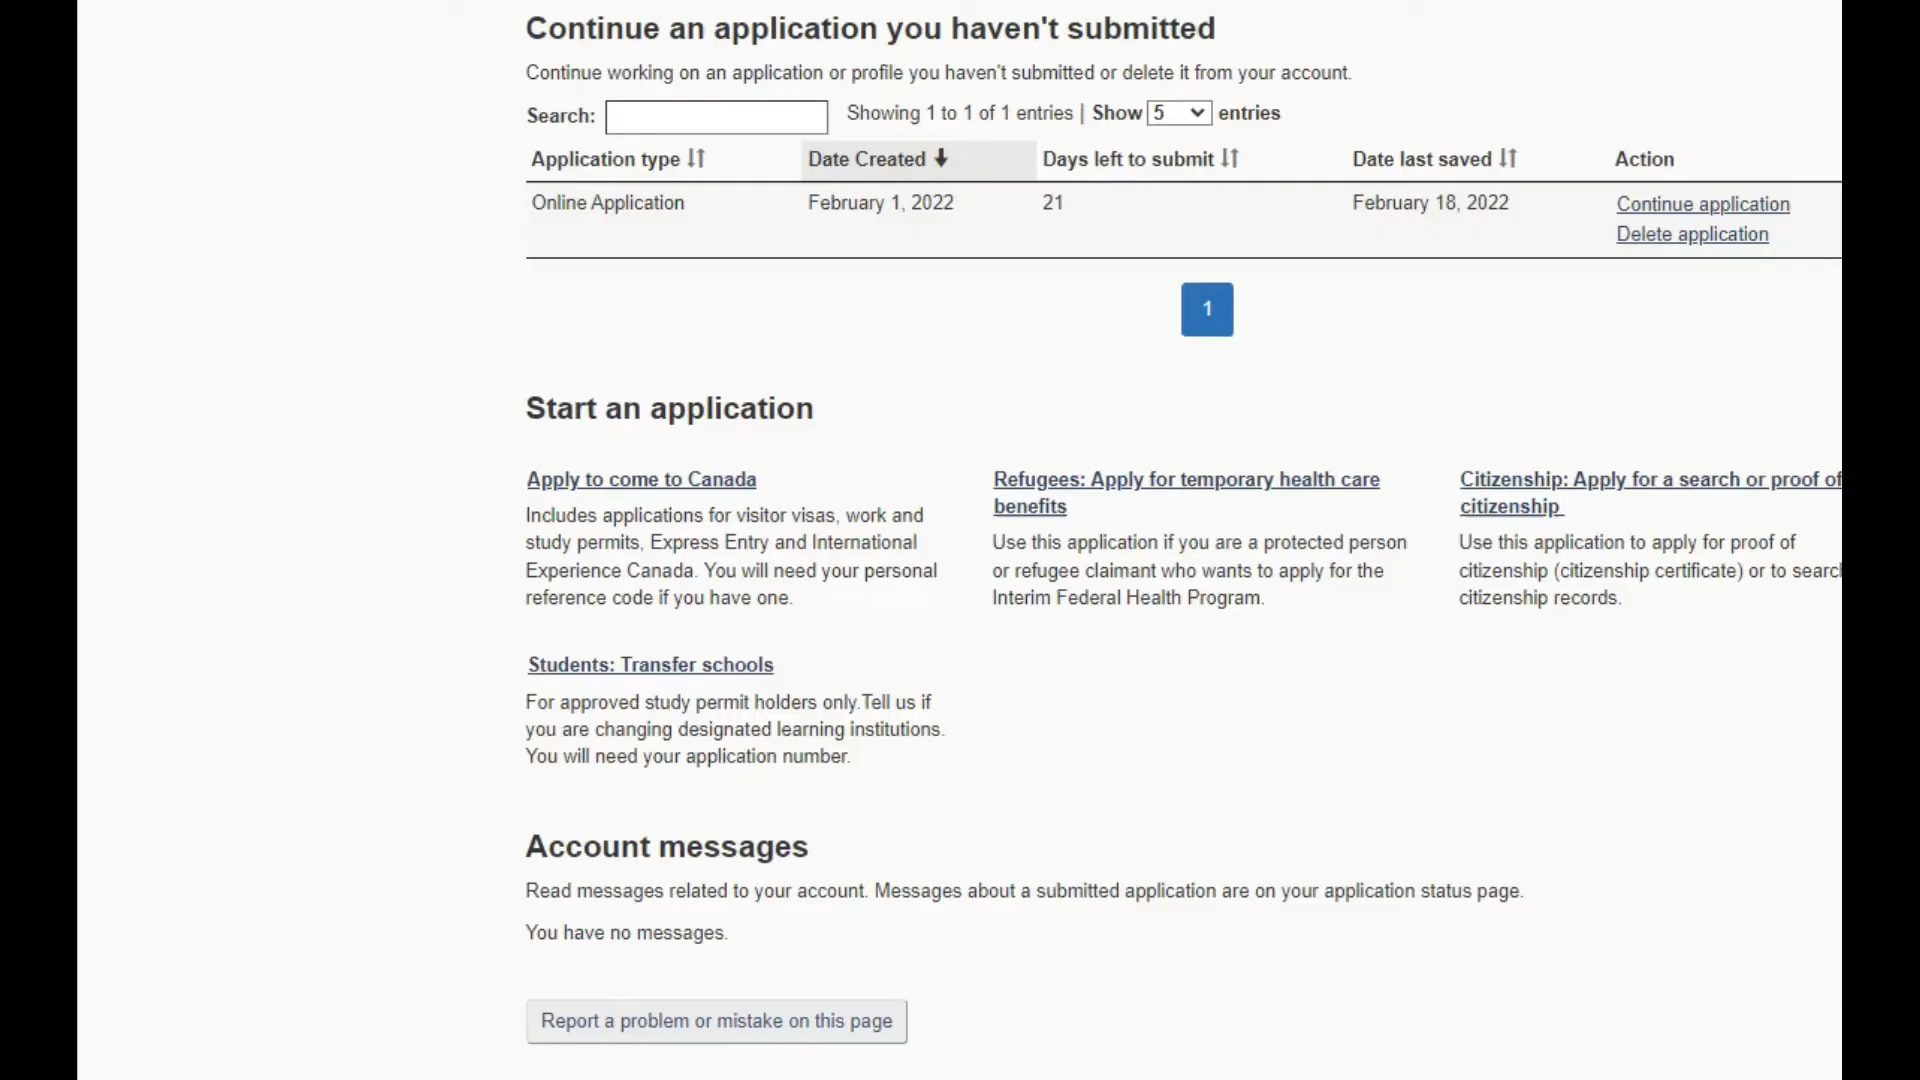 Continue an application you haven't submitted
Continue working on an application or profile you haven't submitted or delete it from your account.
Search: Showing 1 to 1 of 1 entries | Show 5 entries
Application type Date Created Days left to submit Date last saved Action
Online Application February 1, 2022 21 February 18, 2022 Continue application
Delete application
1
Start an application
Apply to come to Canada
Includes applications for visitor visas, work and
study permits, Express Entry and International
Experience Canada. You will need your personal
reference code if you have one.
Refugees: Apply for temporary health care
benefits
Use this application if you are a protected person
or refugee claimant who wants to apply for the
Interim Federal Health Program.
Citizenship: Apply for a search or proof of
citizenship
Use this application to apply for proof of
citizenship (citizenship certificate) or to search
citizenship records.
Students: Transfer schools
For approved study permit holders only.Tell us if
you are changing designated learning institutions.
You will need your application number.
Account messages
Read messages related to your account. Messages about a submitted application are on your application status page.
You have no messages.
Report a problem or mistake on this page